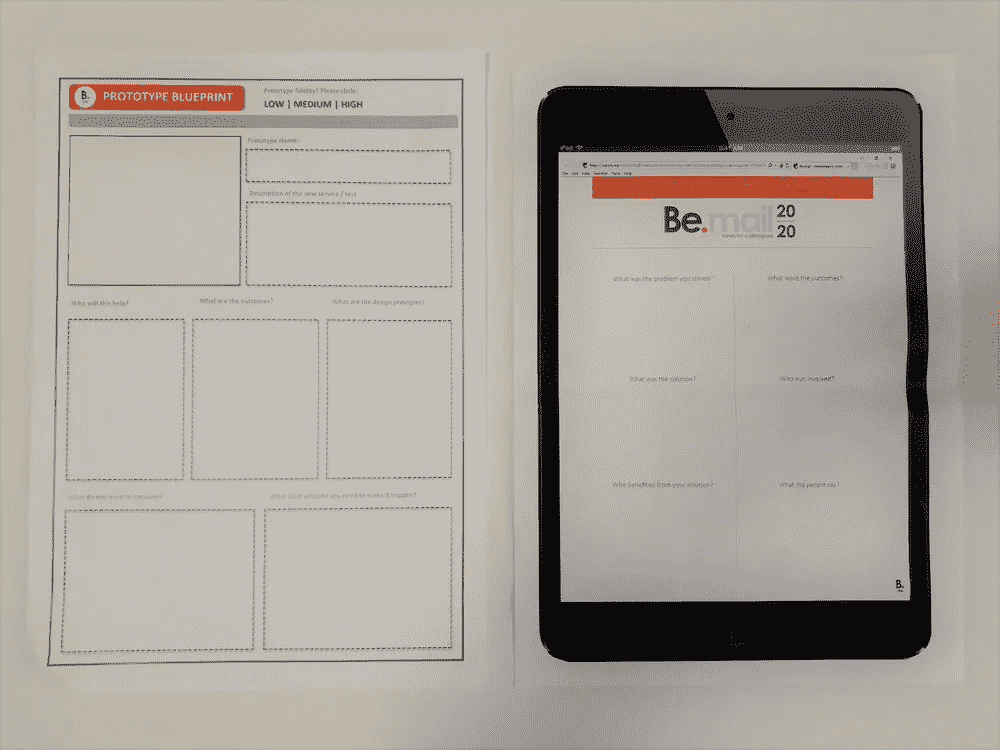 B.
PROTOTYPE BLUEPRINT
Prototype fidelity? Please circle.
LOW | MEDIUM | HIGH
Prototype Name:
Description of the new service / test
Who will this help?
What are the outcome?
What are the design principles?
What do you want to measure?
What (and who) do you need to make it happen?
iPad
Be.mail
20
20
news for colleagues
What was the problem you solved?
What were the outcomes?
What was the solution?
Who was involved?
Who benefited from your solution?
What did people say?
B.